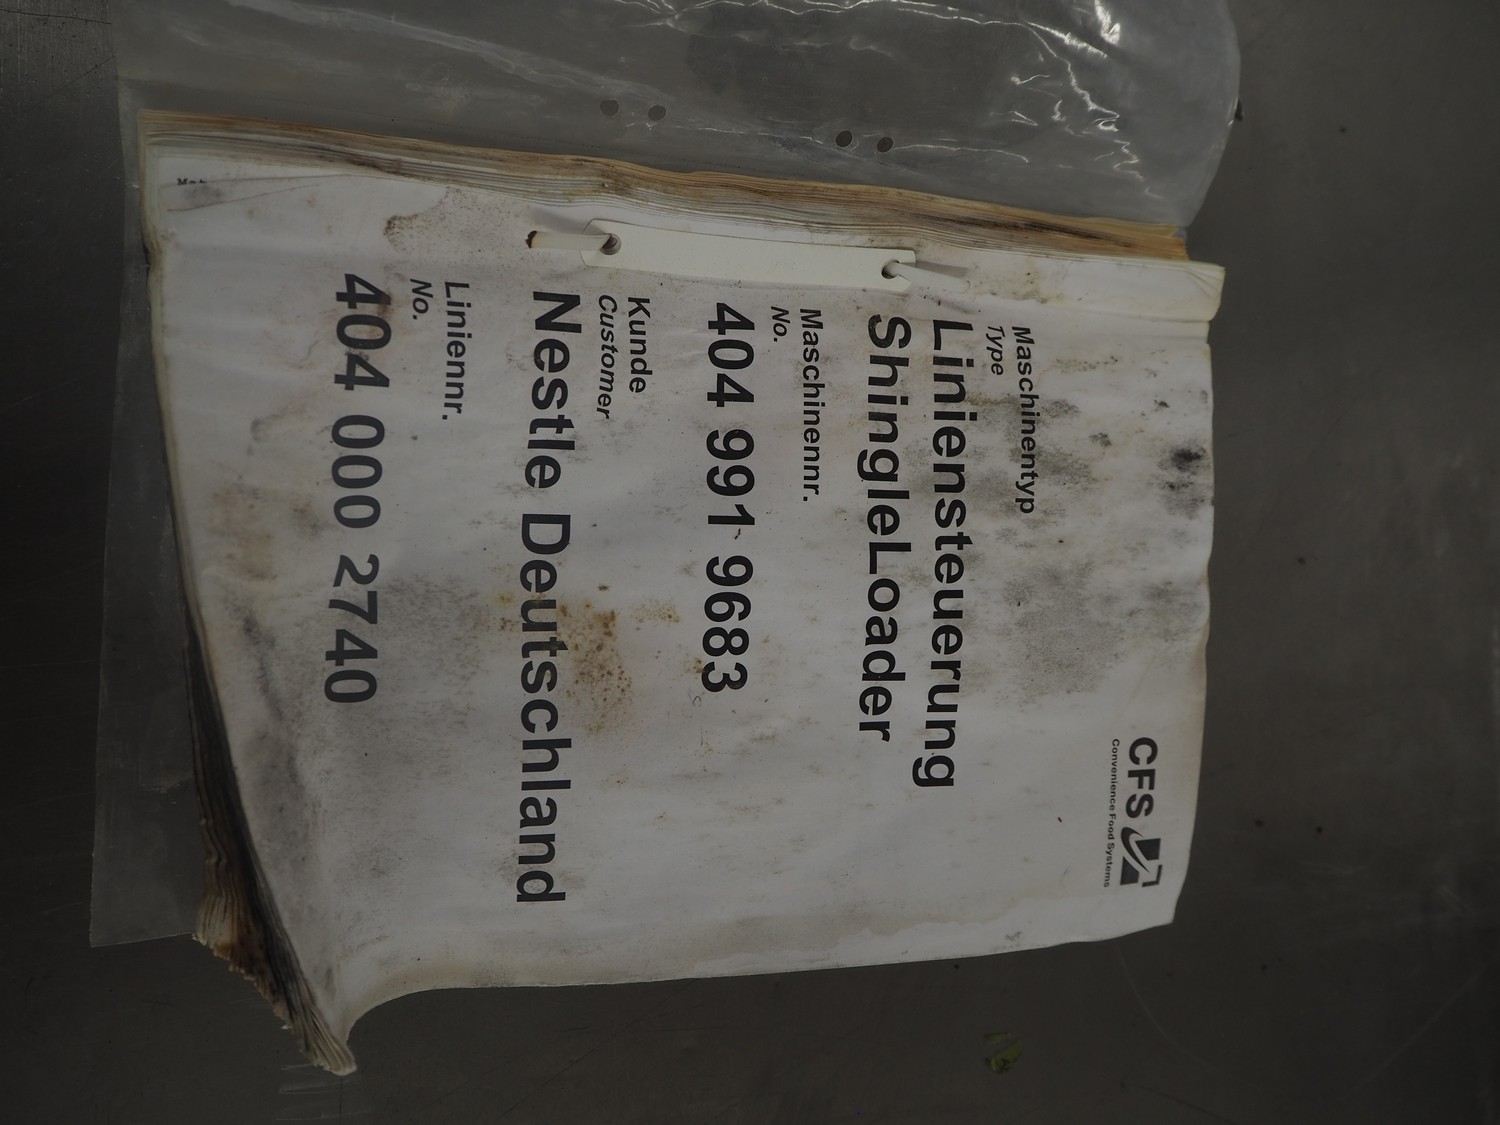 CFS
Convenience Food Systems
Maschinentyp
Type
Liniensteuerung
ShingleLoader
Maschinennr.
No.
404 991 9683
Kunde
Customer
Nestle Deutschland
Liniennr.
No.
404 000 2740